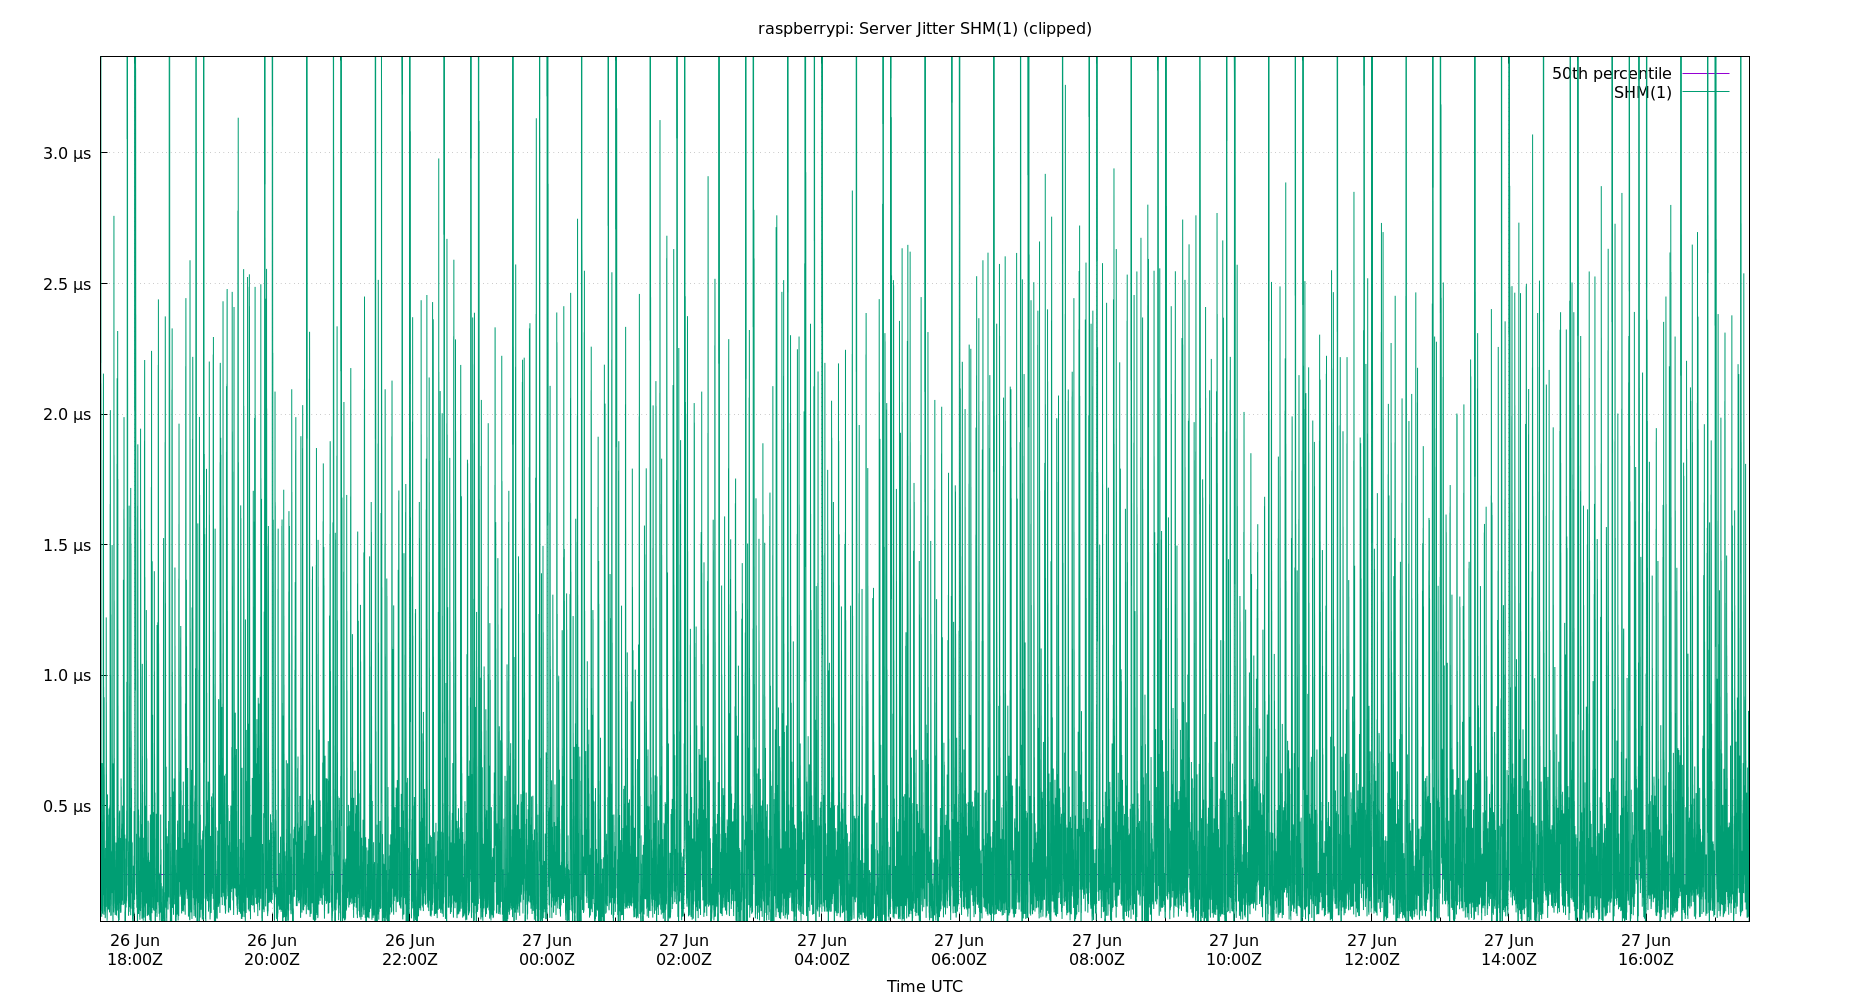 raspberrypi: Server Jitter SHM(1) (clipped)
50th percentile
SHM(1)
3.0 µs
2.5 µs
2.0 µs
1.5 µs
1.0 µs
0.5 µs
26 Jun 26 Jun 26 Jun 27 Jun 27 Jun 27 Jun 27 Jun 27 Jun 27 Jun 27 Jun 27 Jun 27 Jun
18:00Z 20:00Z 22:00Z 00:00Z 02:00Z 04:00Z 06:00Z 08:00Z 10:00Z 12:00Z 14:00Z 16:00Z
Time UTC